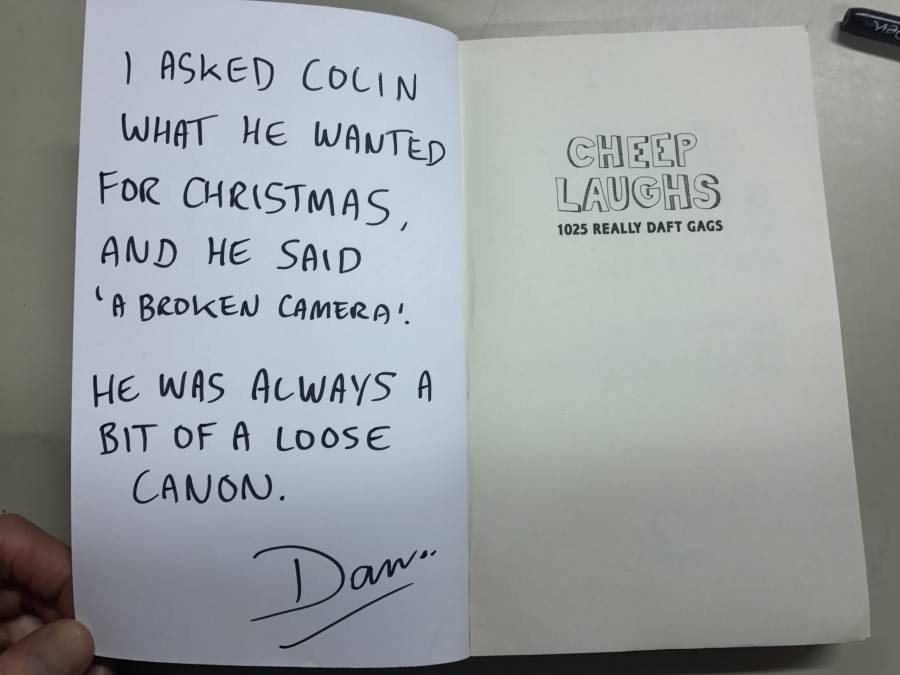 I ASKED COLIN
WHAT HE WANTED
FOR CHRISTMAS,
AND HE SAID
'A BROKEN CAMERA'.
HE WAS ALWAYS A
BIT OF A LOOSE
CANON.
Dan..
CHEEP
LAUGHS
1025 REALLY DAFT GAGS